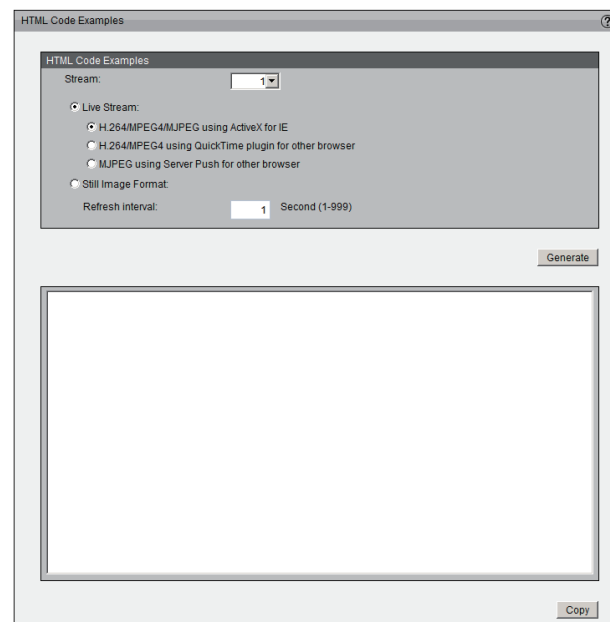 HTML Code Examples
HTML Code Examples
Stream: 1
Live Stream:
H.264/MPEG4/MJPEG using ActiveX for IE
H.264/MPEG4 using QuickTime plugin for other browser
MJPEG using Server Push for other browser
Still Image Format:
Refresh interval: 1 Second (1-999)
Generate
Copy